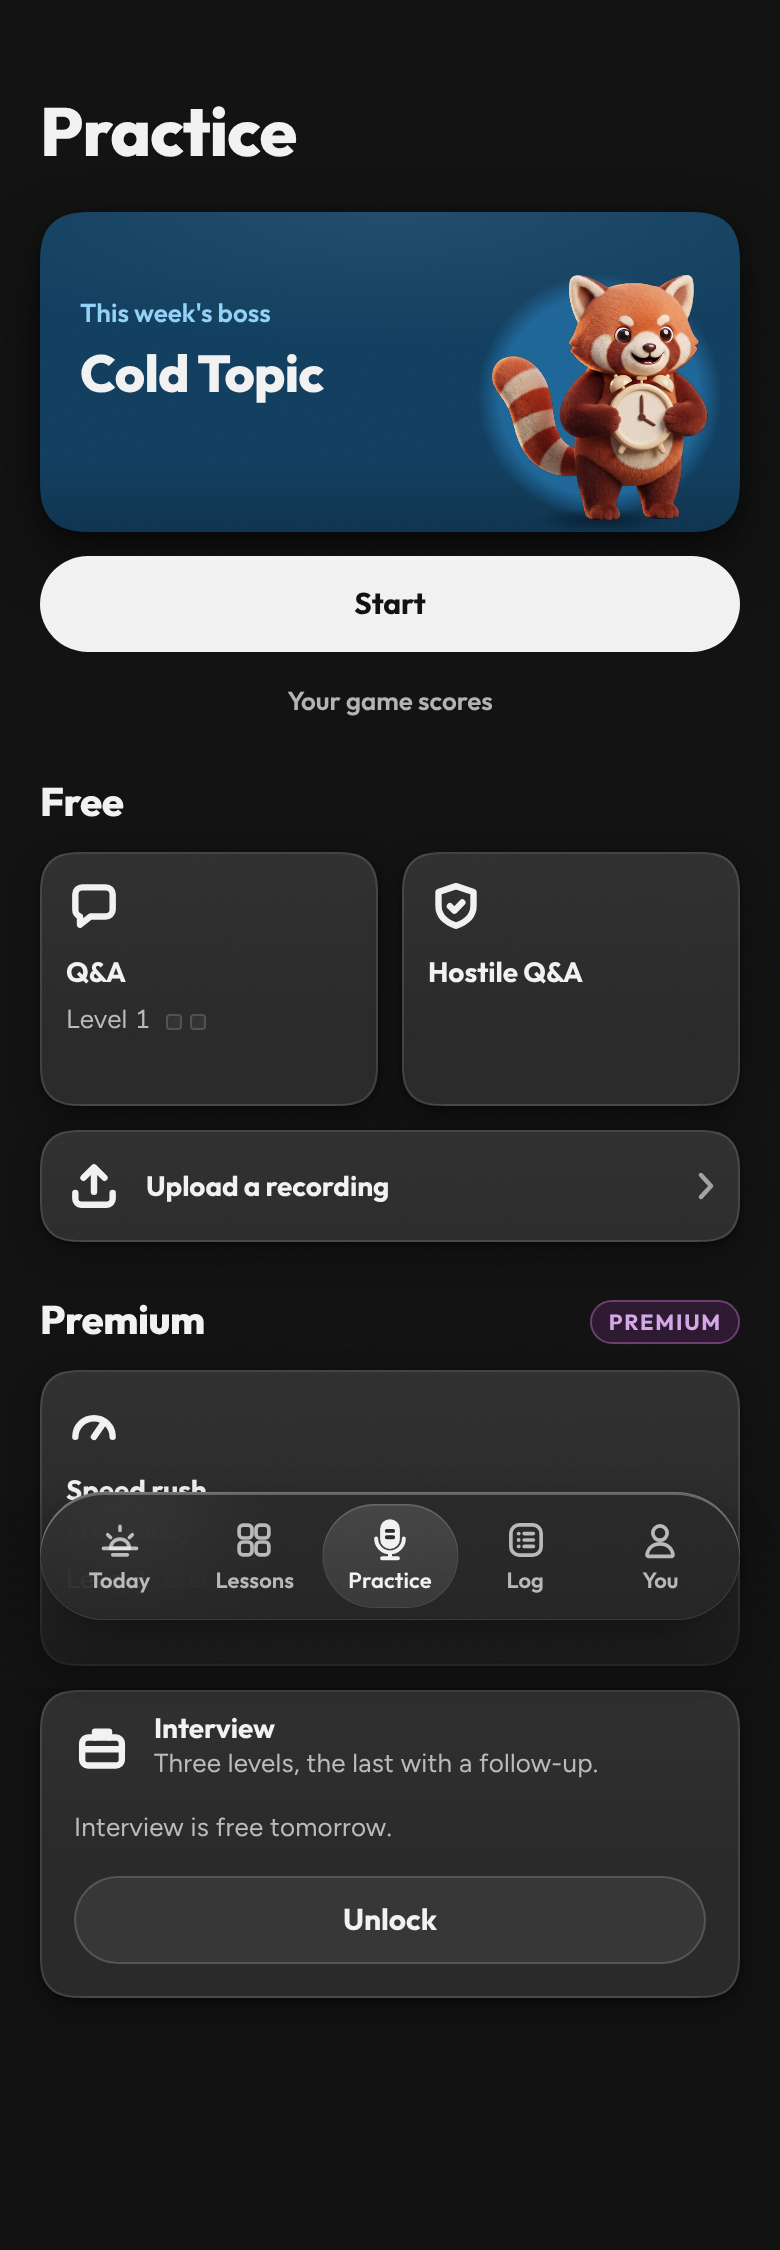 Practice
This week's boss
Cold Topic
Start
Your game scores
Free
Q&A
Level 1
Hostile Q&A
Upload a recording
Premium
PREMIUM
Speed rush
Today
Lessons
Practice
Log
You
Interview
Three levels, the last with a follow-up.
Interview is free tomorrow.
Unlock